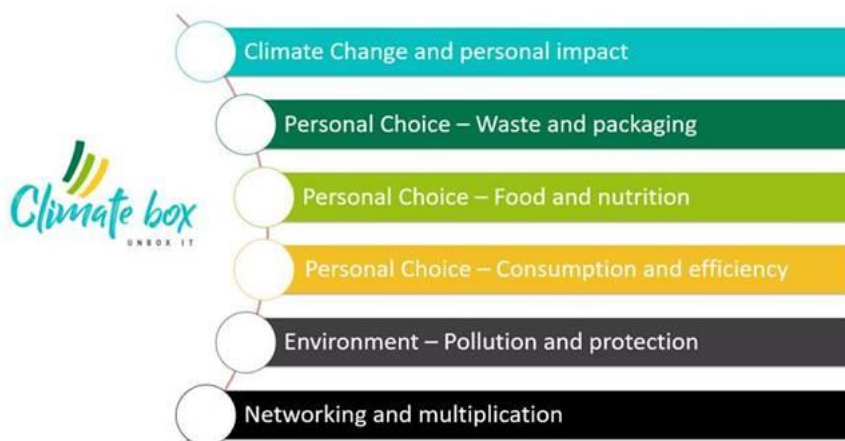 Climate Change and personal impact
Personal Choice – Waste and packaging
Personal Choice – Food and nutrition
Climate box
UNBOX IT
Personal Choice – Consumption and efficiency
Environment – Pollution and protection
Networking and multiplication